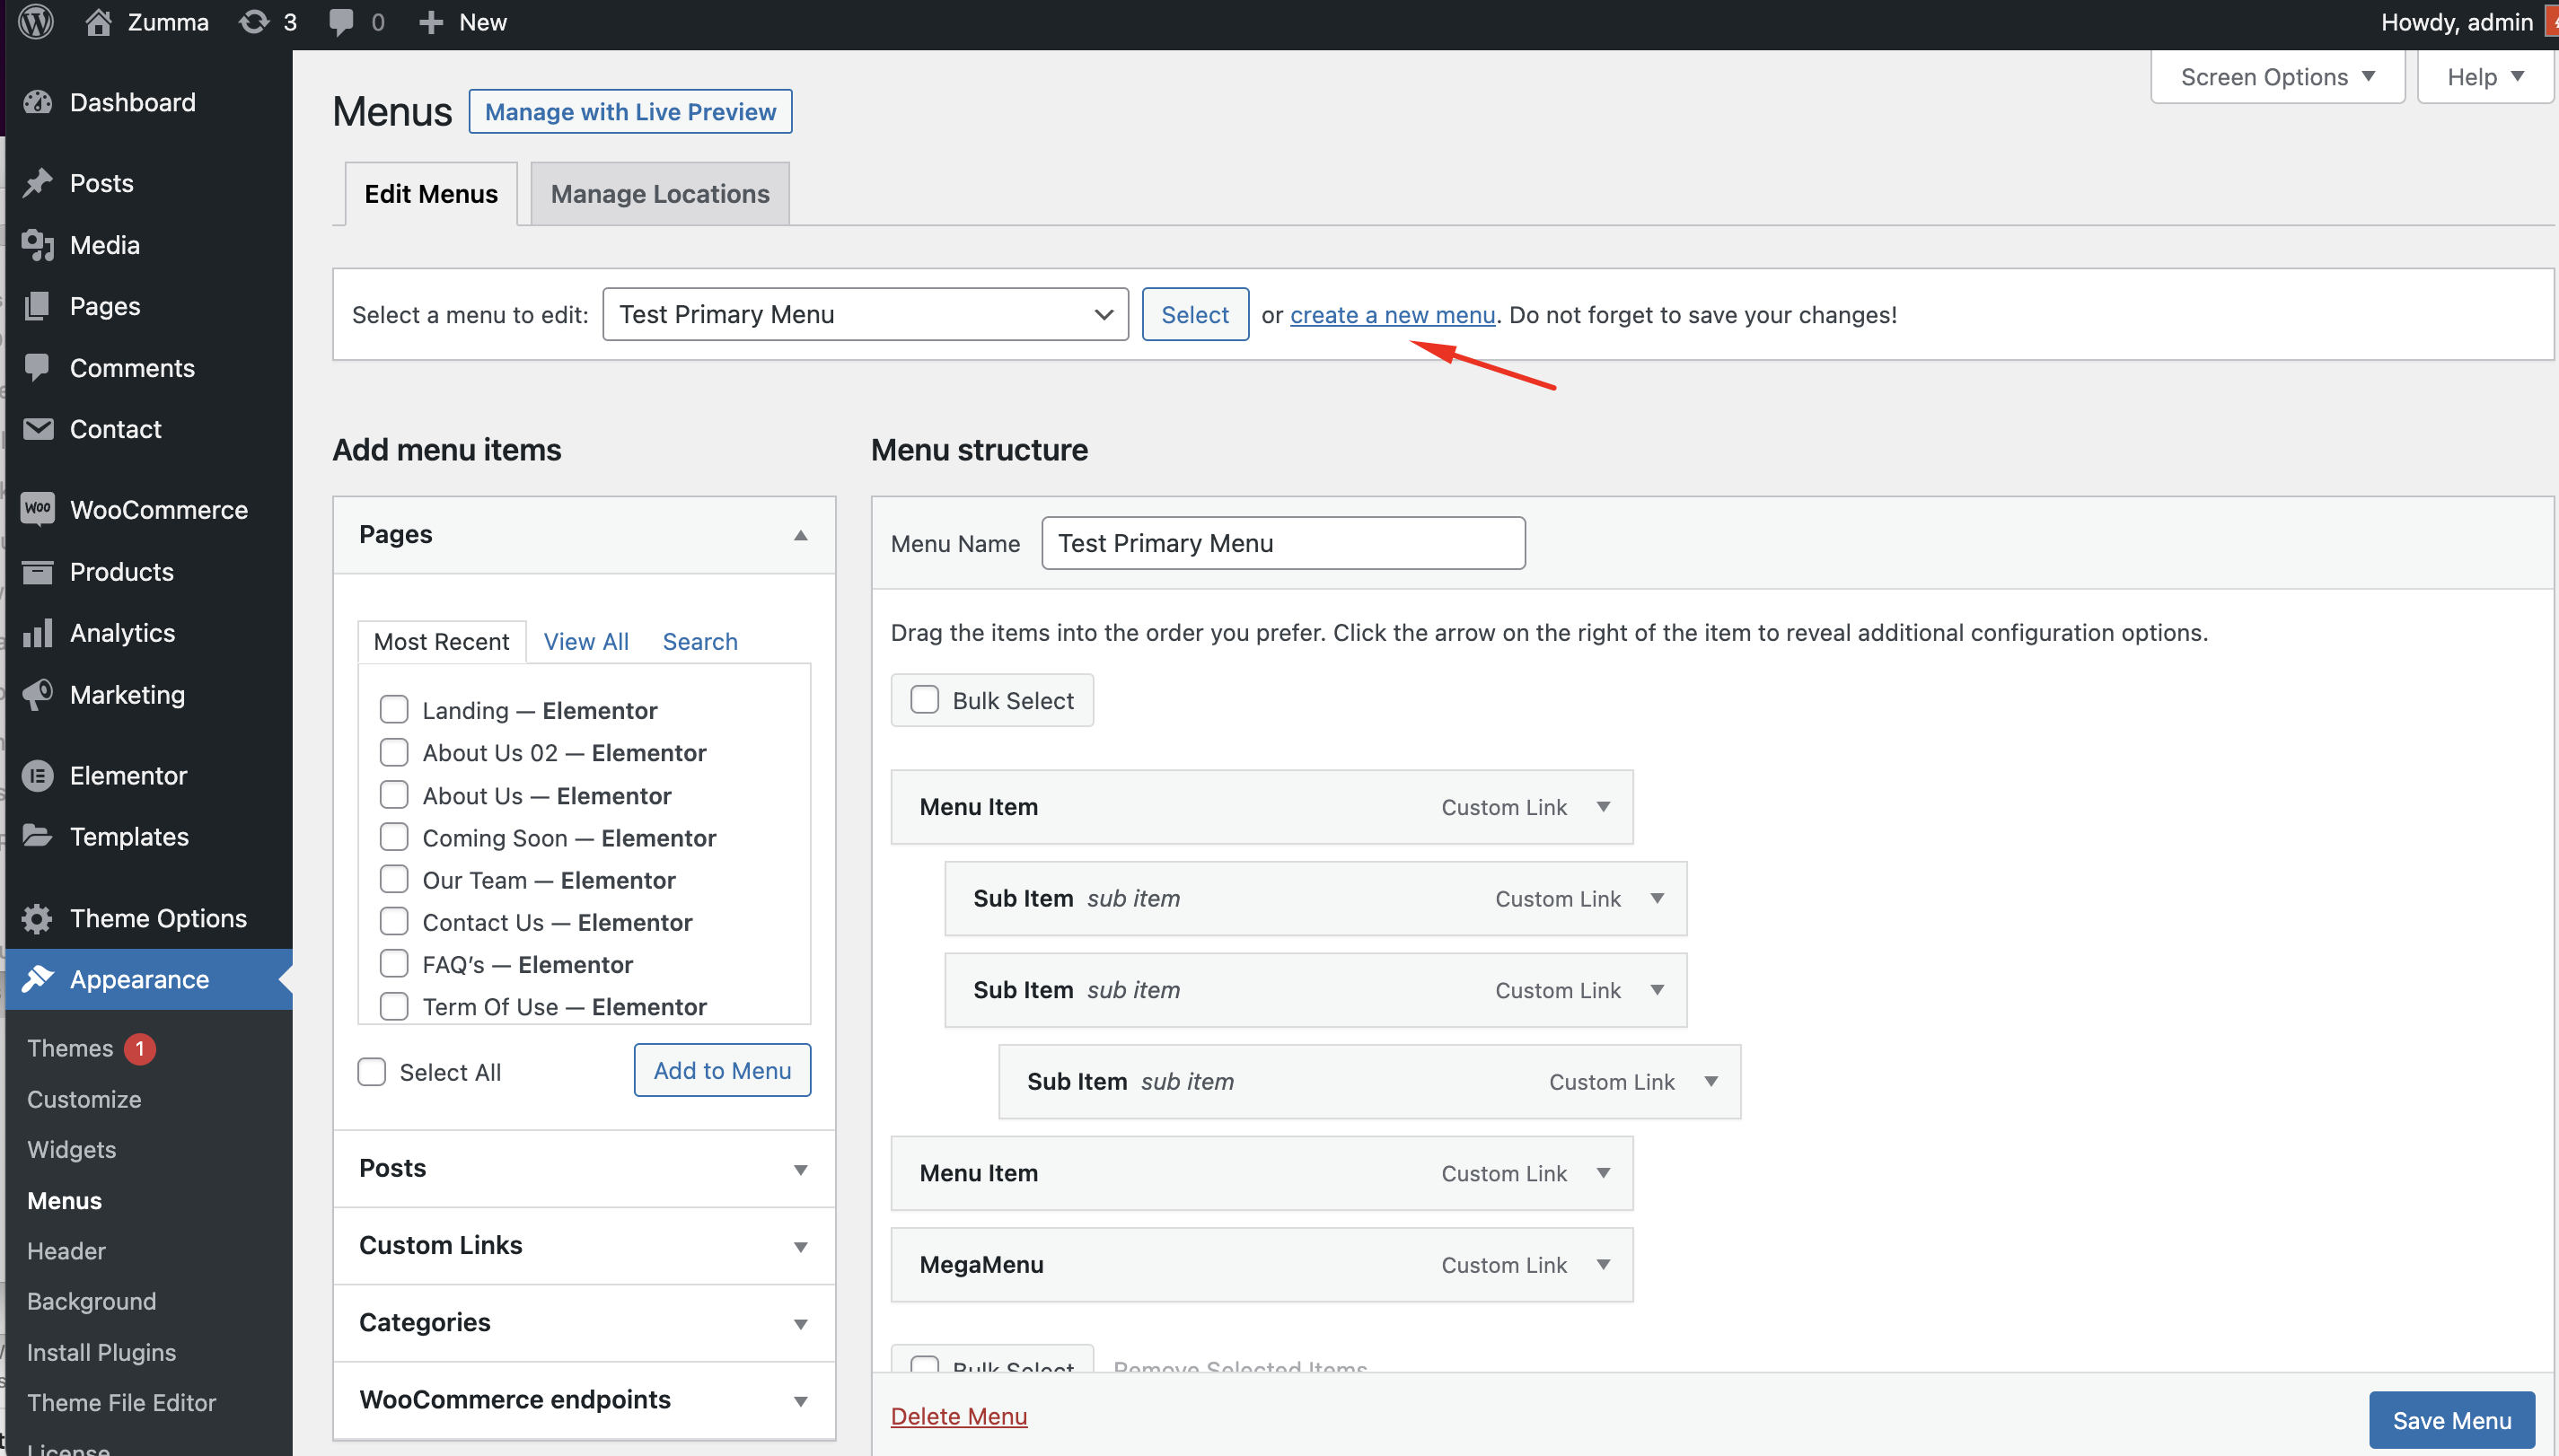 Zumma 3 0 New Howdy, admin
Screen Options Help
Dashboard
Posts
Media
Pages
Comments
Contact
WooCommerce
Products
Analytics
Marketing
Elementor
Templates
Theme Options
Appearance
Themes 1
Customize
Widgets
Menus
Header
Background
Install Plugins
Theme File Editor
License
Menus Manage with Live Preview
Edit Menus Manage Locations
Select a menu to edit: Test Primary Menu Select or create a new menu. Do not forget to save your changes!
Add menu items
Pages
Most Recent View All Search
Landing — Elementor
About Us 02 — Elementor
About Us — Elementor
Coming Soon — Elementor
Our Team — Elementor
Contact Us — Elementor
FAQ’s — Elementor
Term Of Use — Elementor
Select All Add to Menu
Posts
Custom Links
Categories
WooCommerce endpoints
Menu structure
Menu Name Test Primary Menu
Drag the items into the order you prefer. Click the arrow on the right of the item to reveal additional configuration options.
Bulk Select
Menu Item Custom Link
Sub Item sub item Custom Link
Sub Item sub item Custom Link
Sub Item sub item Custom Link
Menu Item Custom Link
MegaMenu Custom Link
Bulk Select Remove Selected Items
Delete Menu Save Menu